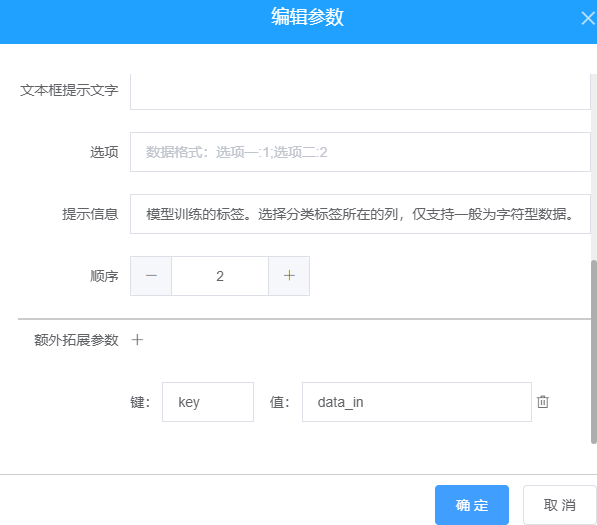 编辑参数
文本框提示文字
选项 数据格式：选项一:1;选项二:2
提示信息 模型训练的标签。选择分类标签所在的列，仅支持一般为字符型数据。
顺序 2
额外拓展参数
键： key 值： data_in
确 定 取 消